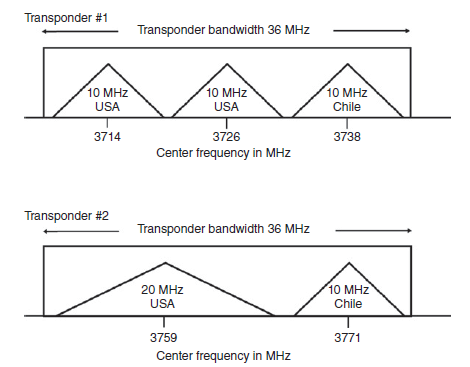 Transponder #1
Transponder bandwidth 36 MHz
10 MHz 10 MHz 10 MHz
USA USA Chile
3714 3726 3738
Center frequency in MHz
Transponder #2
Transponder bandwidth 36 MHz
20 MHz 10 MHz
USA Chile
3759 3771
Center frequency in MHz